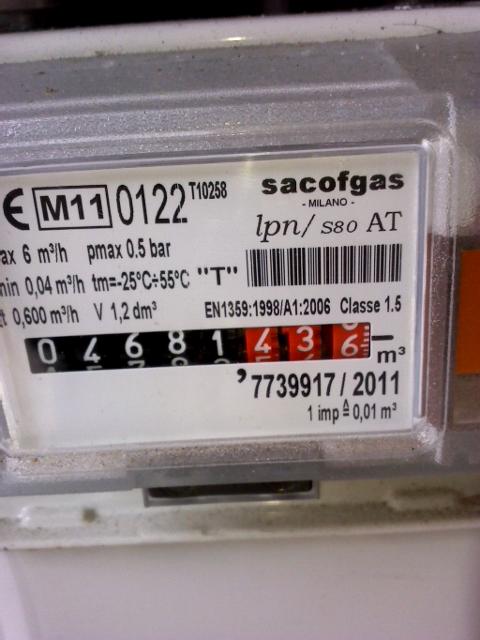 CE M11 0122 T10258
sacofgas
- MILANO -
lpn/ S80 AT
ax 6 m³/h pmax 0.5 bar
min 0,04 m³/h tm=-25°C÷55°C "T"
t 0,600 m³/h V 1,2 dm³
EN1359:1998/A1:2006 Classe 1.5
0 4 6 8 1 4 3 6 m³
7739917 / 2011
1 imp ≙ 0,01 m³